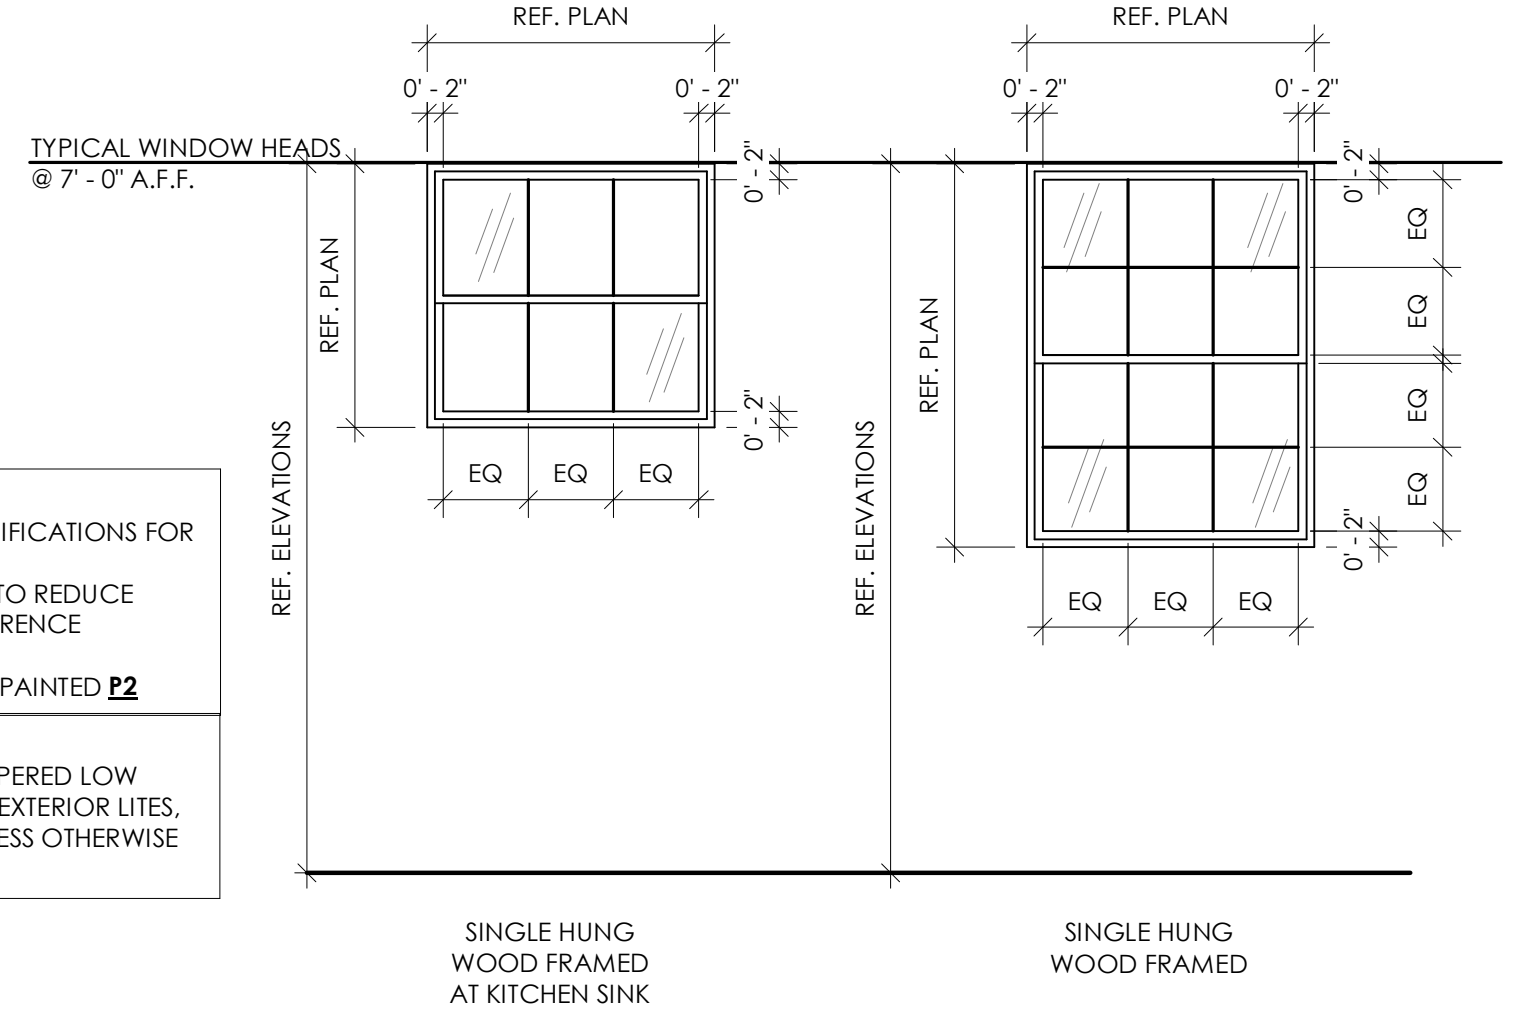 REF. PLAN
REF. PLAN
0' - 2"
0' - 2"
0' - 2"
0' - 2"
TYPICAL WINDOW HEADS
@ 7' - 0" A.F.F.
0' - 2"
0' - 2"
REF. PLAN
REF. PLAN
EQ
EQ
EQ
EQ
0' - 2"
0' - 2"
EQ
EQ
EQ
REF. ELEVATIONS
REF. ELEVATIONS
EQ
EQ
EQ
IFICATIONS FOR
TO REDUCE
RENCE
PAINTED P2
PERED LOW
EXTERIOR LITES,
ESS OTHERWISE
SINGLE HUNG
WOOD FRAMED
AT KITCHEN SINK
SINGLE HUNG
WOOD FRAMED